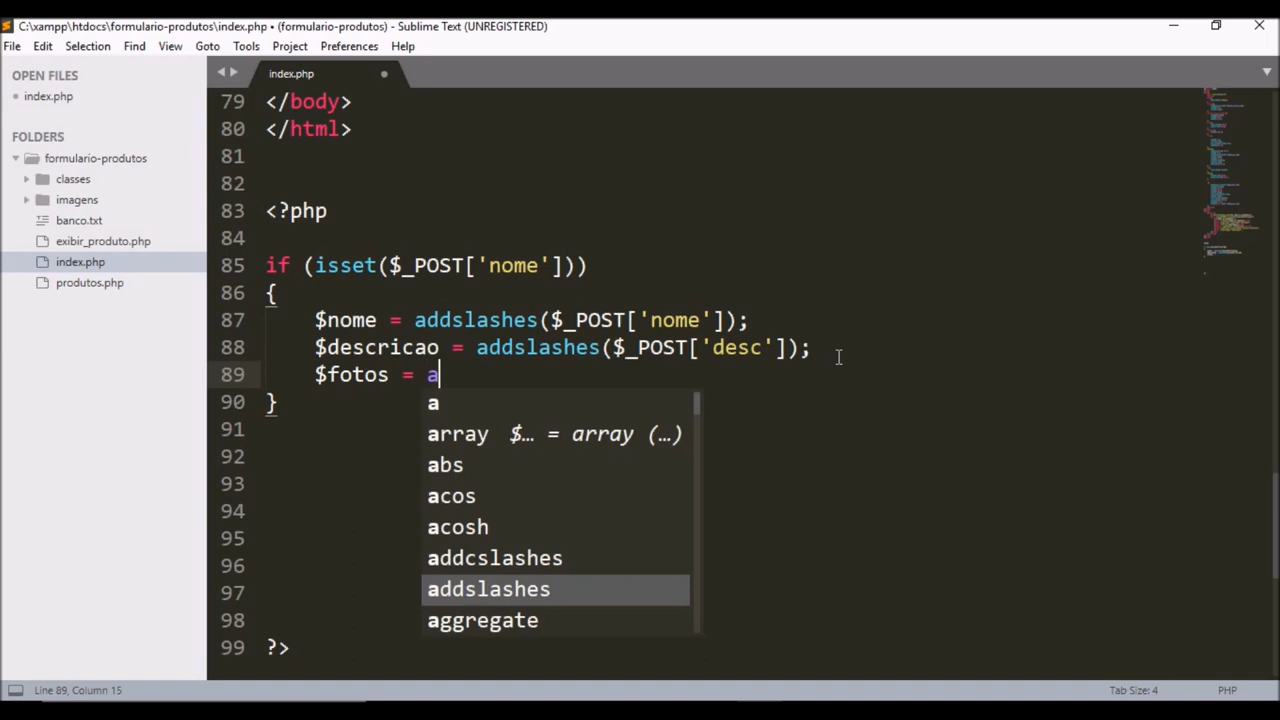 C:\xampp\htdocs\formulario-produtos\index.php • (formulario-produtos) - Sublime Text (UNREGISTERED)
File Edit Selection Find View Goto Tools Project Preferences Help
OPEN FILES
index.php
FOLDERS
formulario-produtos
classes
imagens
banco.txt
exibir_produto.php
index.php
produtos.php
index.php
79 </body>
80 </html>
81
82
83 <?php
84
85 if (isset($_POST['nome']))
86 {
87 $nome = addslashes($_POST['nome']);
88 $descricao = addslashes($_POST['desc']);
89 $fotos = a
90 }
91
92
93
94
95
96
97
98
99 ?>
a
array $… = array (…)
abs
acos
acosh
addcslashes
addslashes
aggregate
Line 89, Column 15
Tab Size: 4
PHP